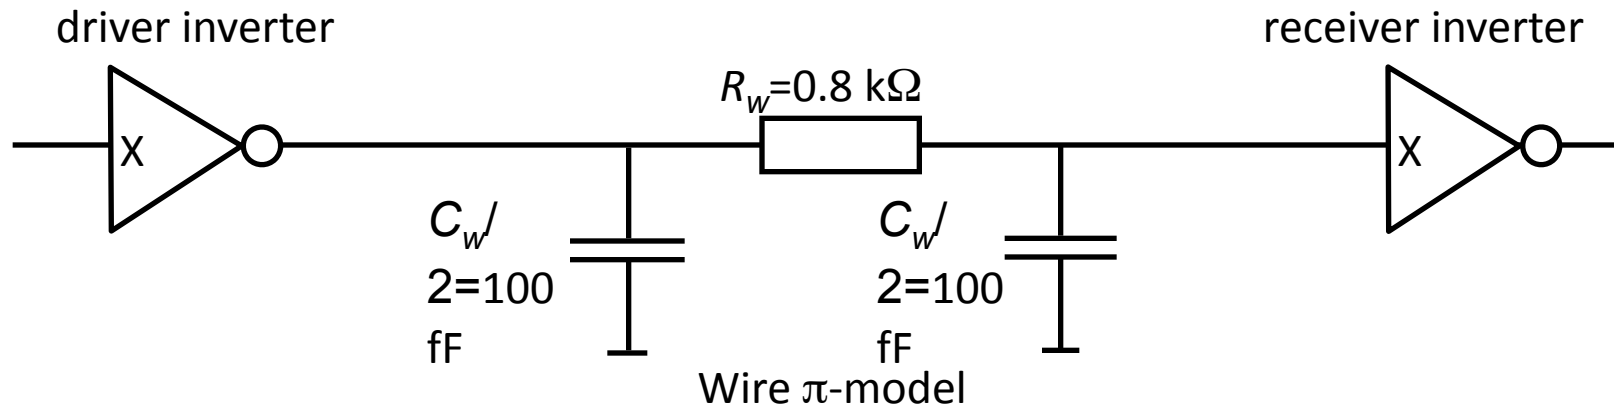 driver inverter
receiver inverter
R_w=0.8 kΩ
X
X
C_w/
2=100
fF
C_w/
2=100
fF
Wire π-model